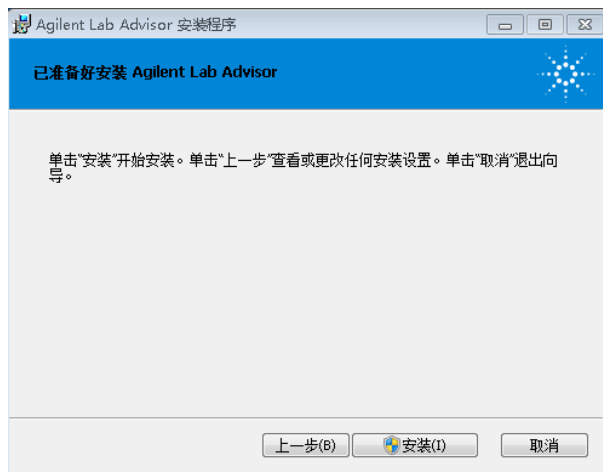 Agilent Lab Advisor 安装程序
已准备好安装 Agilent Lab Advisor
单击“安装”开始安装。单击“上一步”查看或更改任何安装设置。单击“取消”退出向
导。
上一步(B) 安装(I) 取消